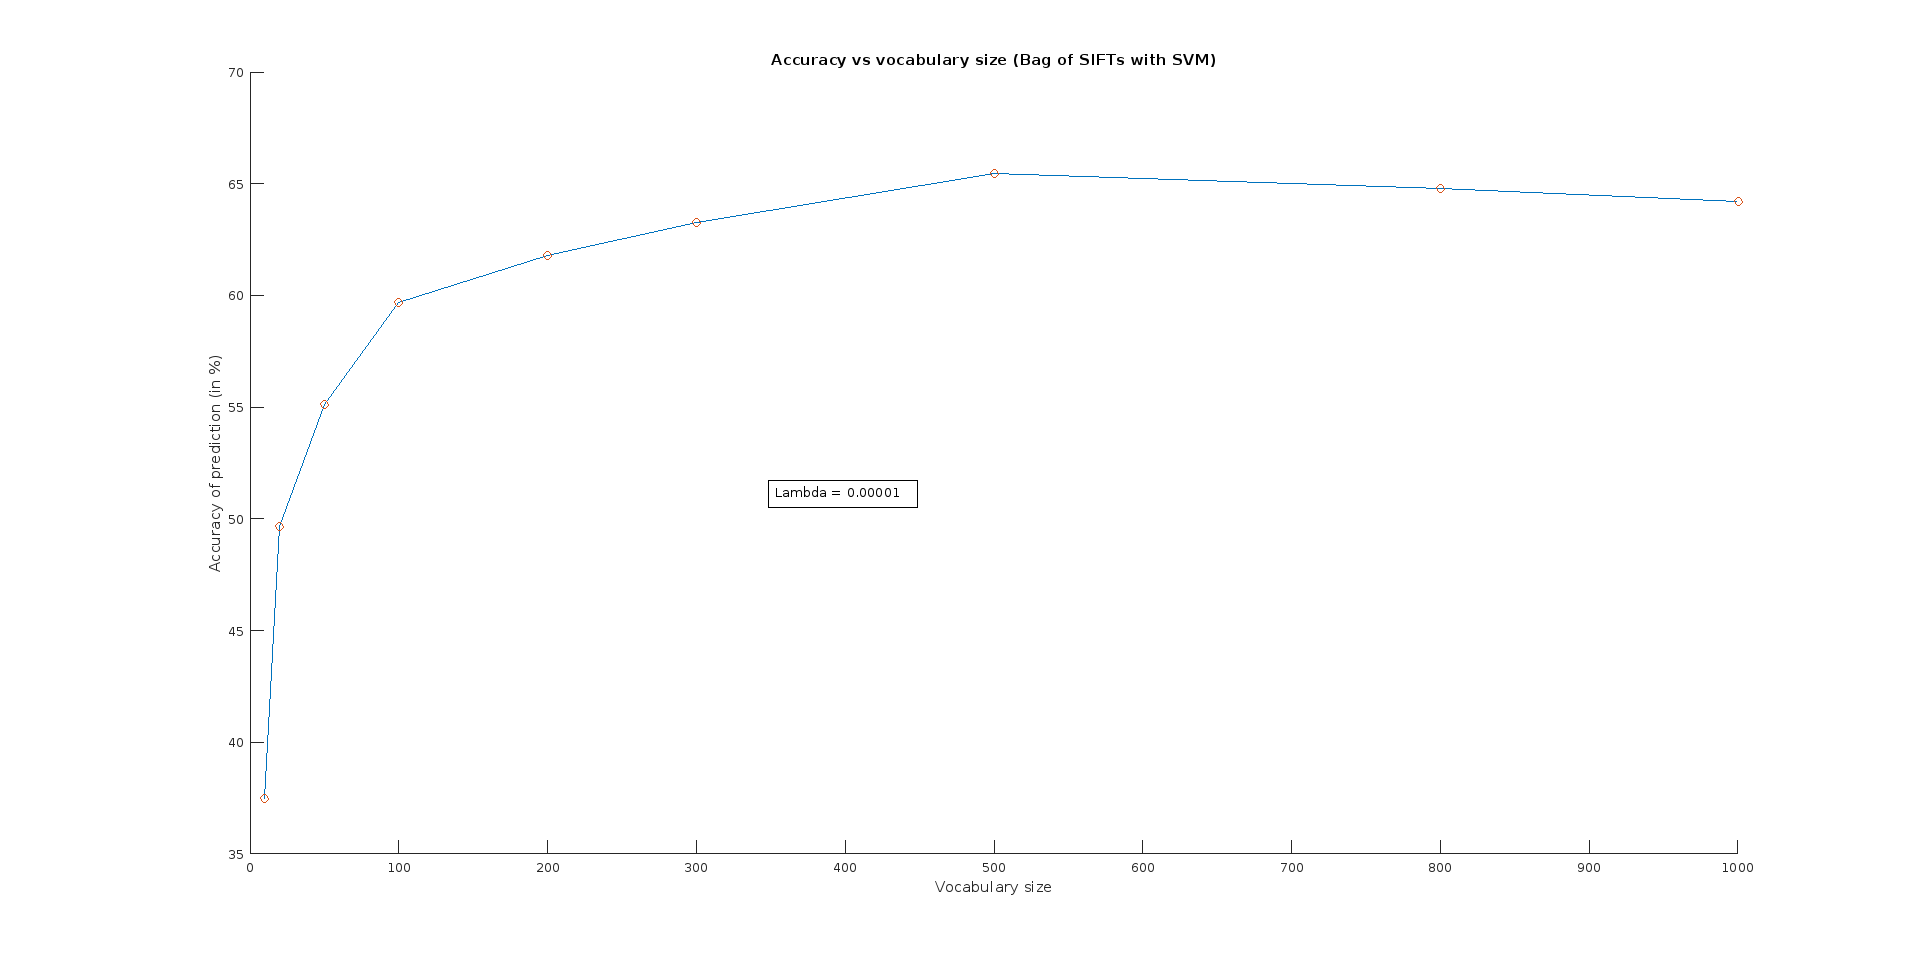 Accuracy vs vocabulary size (Bag of SIFTs with SVM)
70
65
60
55
50
45
40
35
Accuracy of prediction (in %)
Lambda = 0.00001
0 100 200 300 400 500 600 700 800 900 1000
Vocabulary size